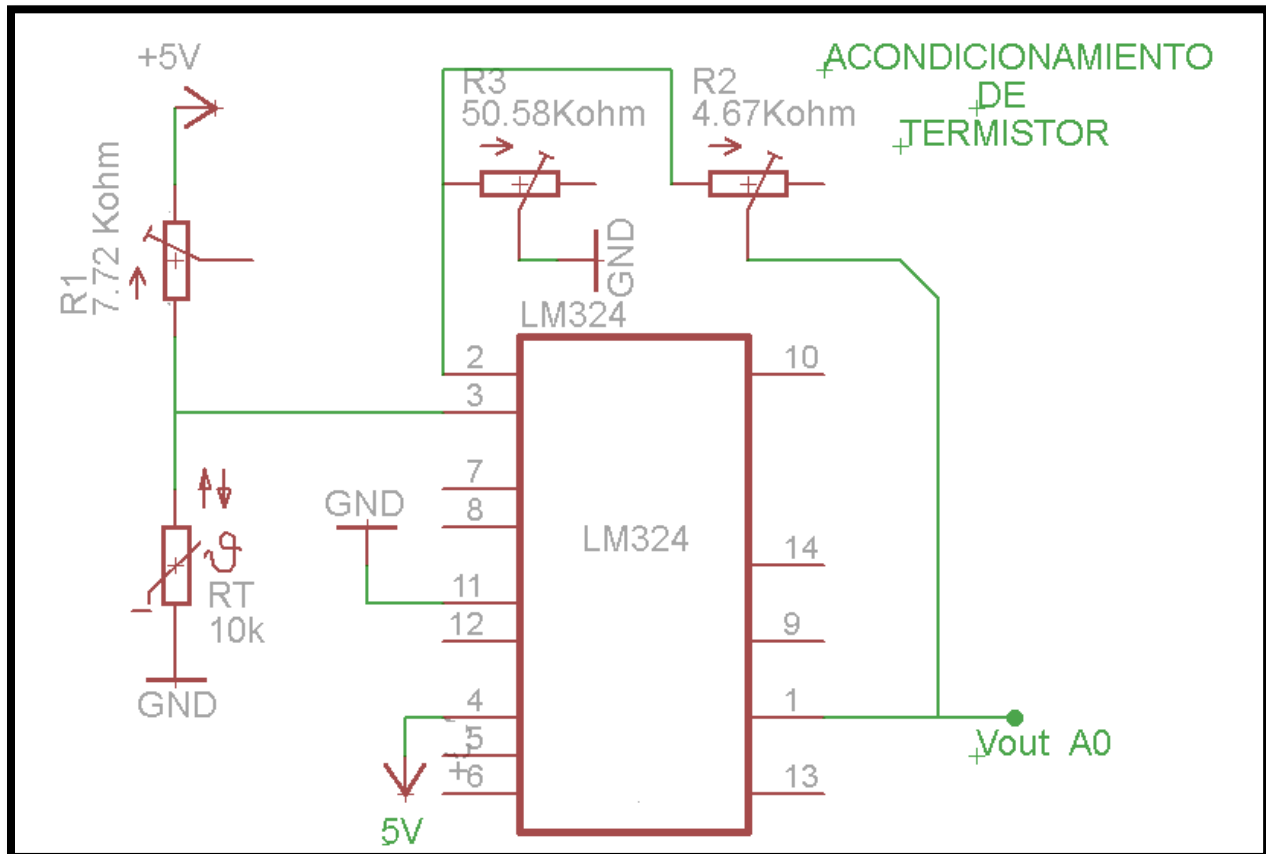 +5V
ACONDICIONAMIENTO
DE
TERMISTOR
R3
50.58Kohm
R2
4.67Kohm
R1
7.72 Kohm
GND
LM324
2
3
7
8
11
12
4
5
6
10
14
9
1
13
LM324
GND
ϑ
RT
10k
GND
+
5V
Vout A0